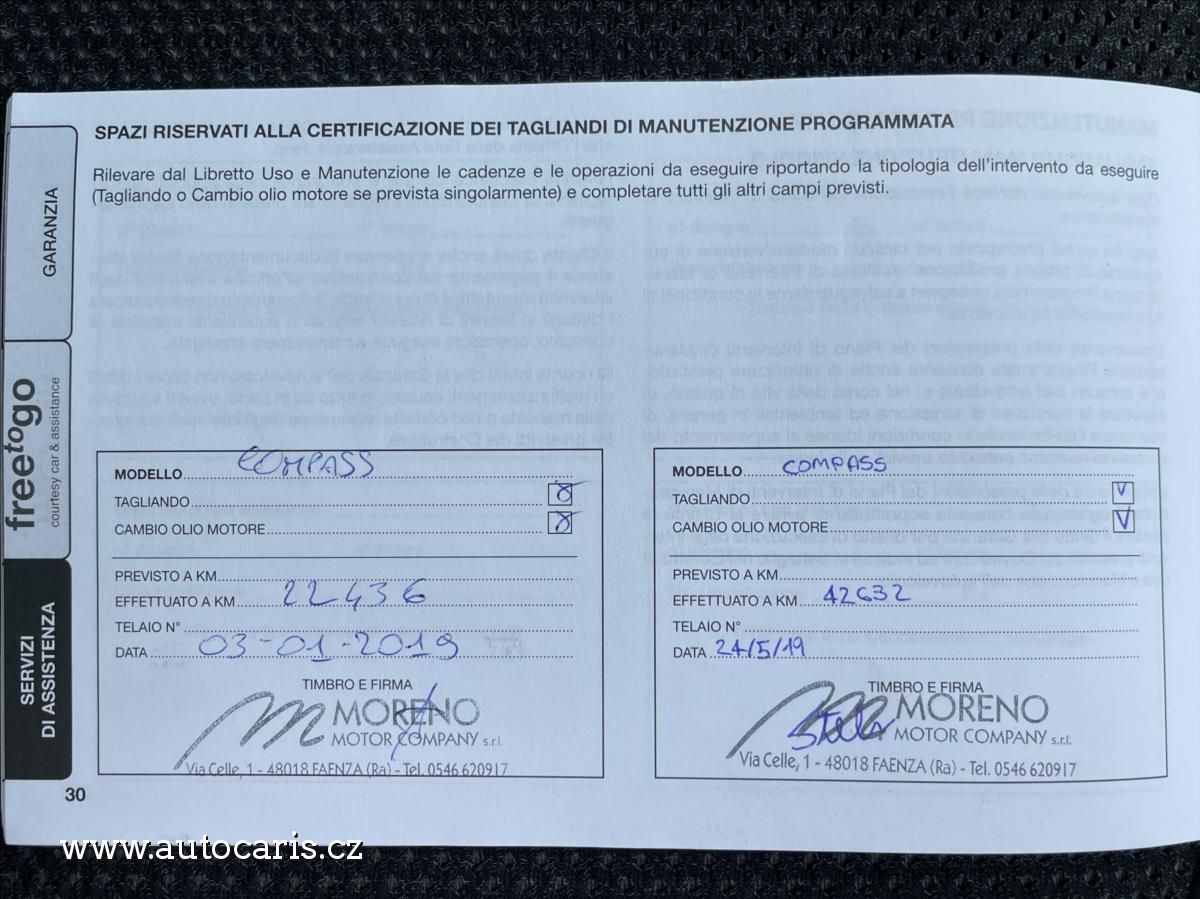 SPAZI RISERVATI ALLA CERTIFICAZIONE DEI TAGLIANDI DI MANUTENZIONE PROGRAMMATA
Rilevare dal Libretto Uso e Manutenzione le cadenze e le operazioni da eseguire riportando la tipologia dell'intervento da eseguire
(Tagliando o Cambio olio motore se prevista singolarmente) e completare tutti gli altri campi previsti.
GARANZIA
freetogo
courtesy car & assistance
SERVIZI
DI ASSISTENZA
MODELLO COMPASS
TAGLIANDO X
CAMBIO OLIO MOTORE X
PREVISTO A KM
EFFETTUATO A KM 22436
TELAIO N°
DATA 03-01-2019
TIMBRO E FIRMA
MORENO
MOTOR COMPANY s.r.l.
Via Celle, 1 - 48018 FAENZA (Ra) - Tel. 0546 620917
MODELLO COMPASS
TAGLIANDO V
CAMBIO OLIO MOTORE V
PREVISTO A KM
EFFETTUATO A KM 42632
TELAIO N°
DATA 24/5/19
TIMBRO E FIRMA
MORENO
MOTOR COMPANY s.r.l.
Via Celle, 1 - 48018 FAENZA (Ra) - Tel. 0546 620917
30
www.autocaris.cz